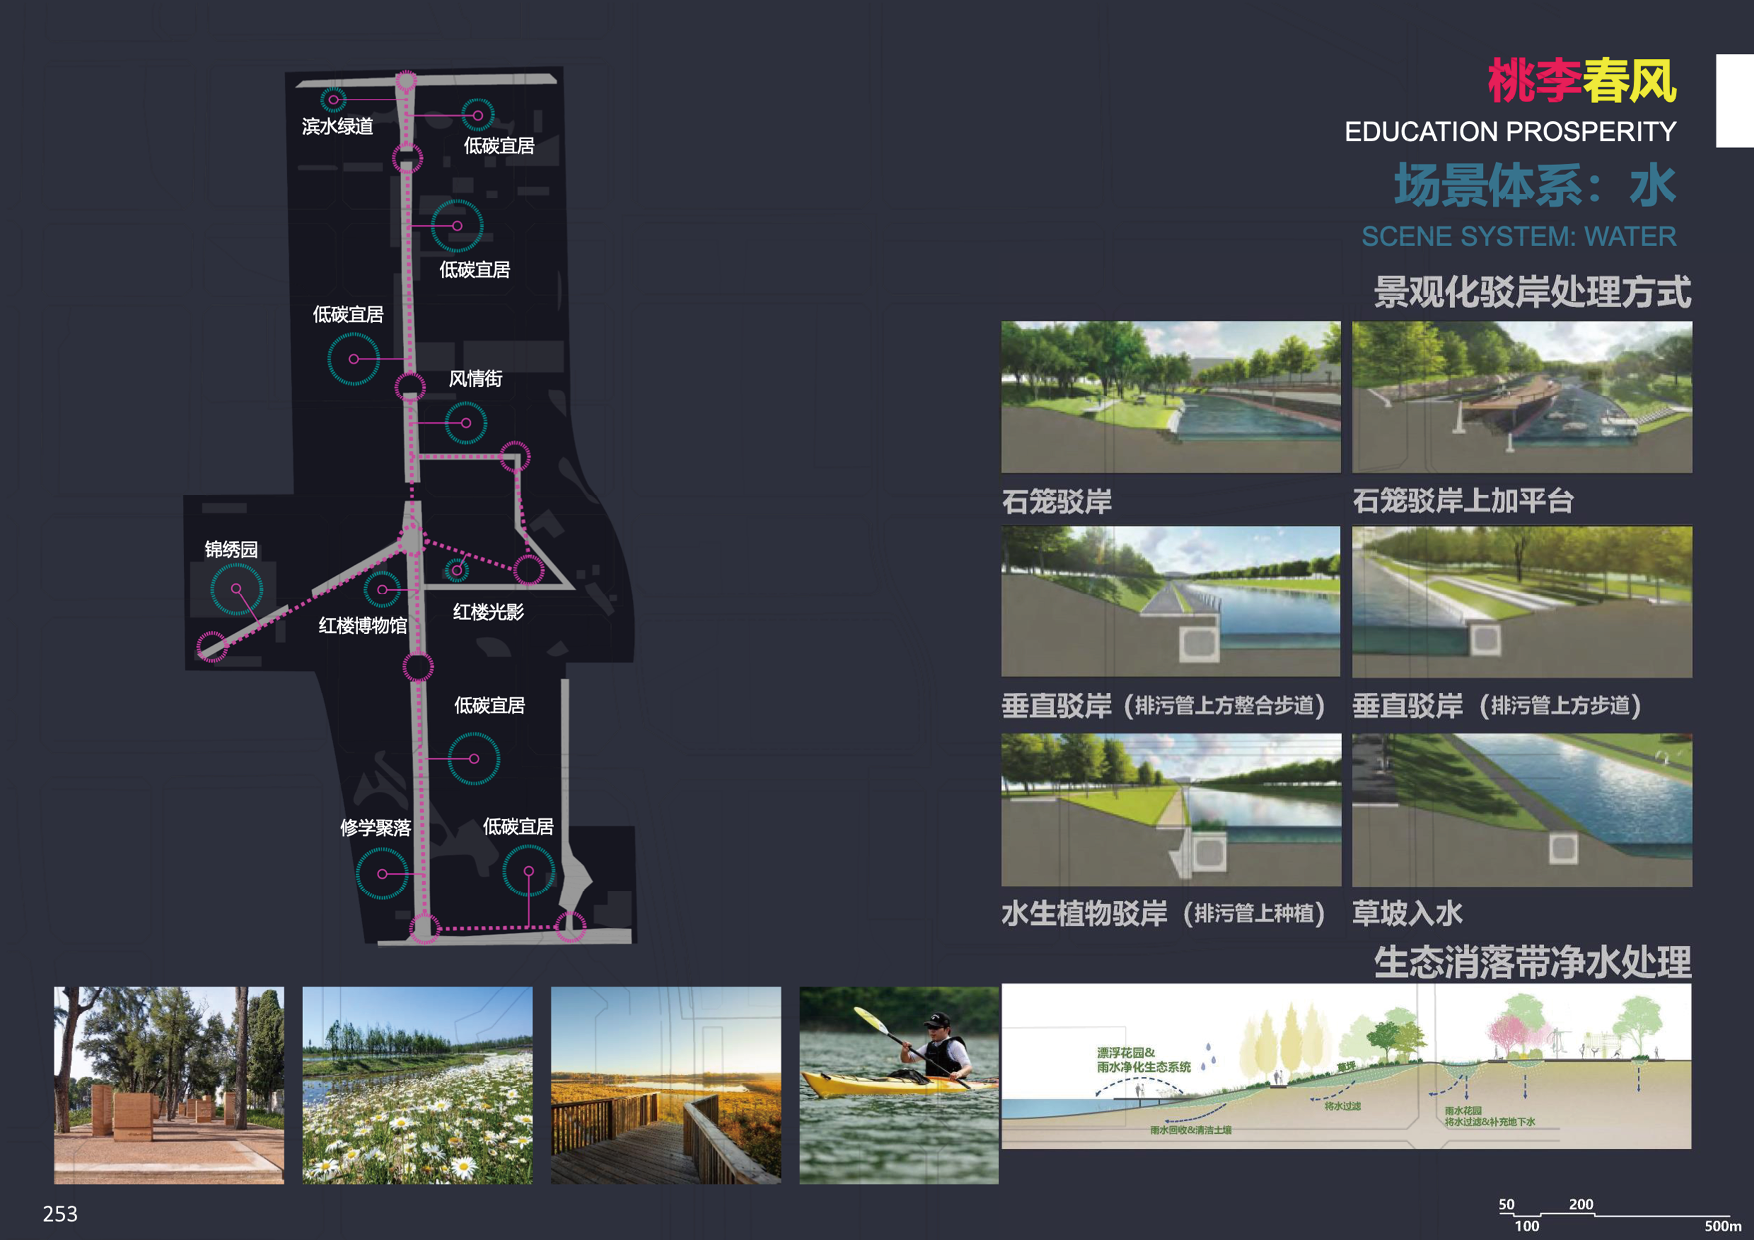 桃李春风
EDUCATION PROSPERITY
场景体系：水
SCENE SYSTEM: WATER
景观化驳岸处理方式
滨水绿道
低碳宜居
低碳宜居
低碳宜居
风情街
锦绣园
红楼博物馆
红楼光影
低碳宜居
修学聚落
低碳宜居
石笼驳岸
石笼驳岸上加平台
垂直驳岸（排污管上方整合步道）
垂直驳岸（排污管上方步道）
水生植物驳岸（排污管上种植）
草坡入水
生态消落带净水处理
漂浮花园&
雨水净化生态系统
草坪
将水过滤
雨水回收&清洁土壤
雨水花园
将水过滤&补充地下水
253
50
200
100
500m